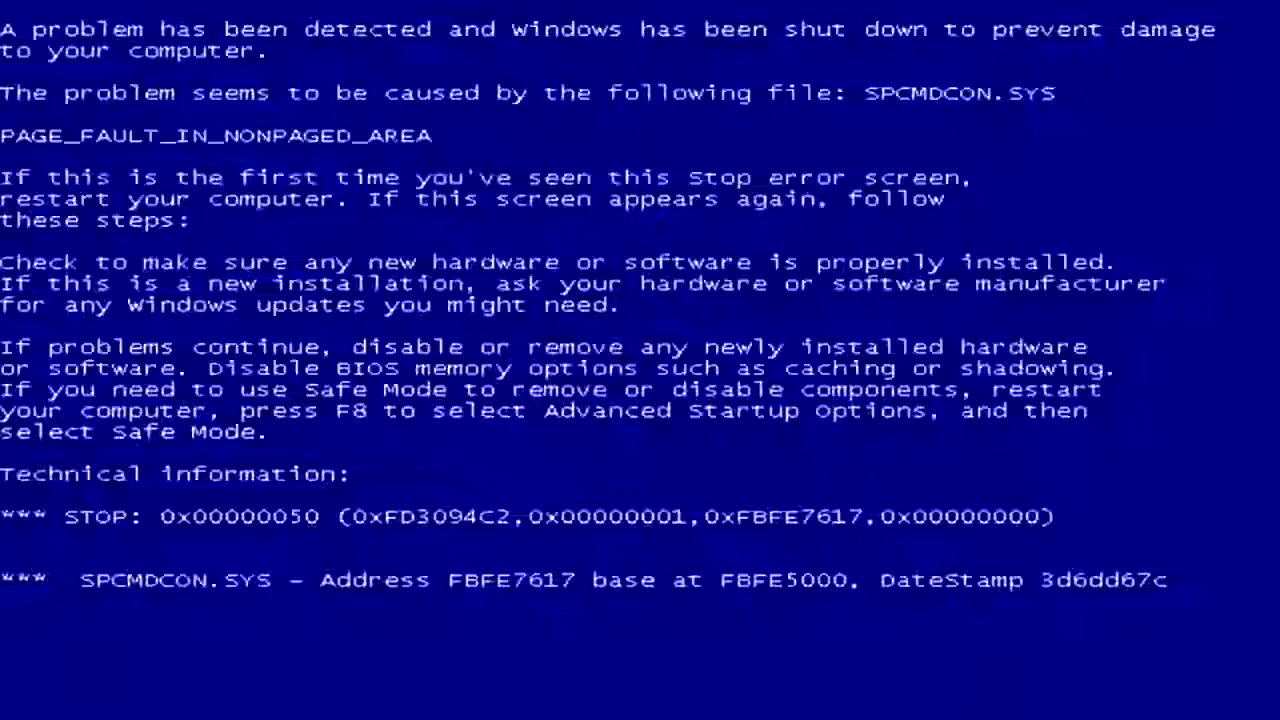 A problem has been detected and Windows has been shut down to prevent damage
to your computer.
The problem seems to be caused by the following file: SPCMDCON.SYS
PAGE_FAULT_IN_NONPAGED_AREA
If this is the first time you've seen this Stop error screen,
restart your computer. If this screen appears again, follow
these steps:
Check to make sure any new hardware or software is properly installed.
If this is a new installation, ask your hardware or software manufacturer
for any Windows updates you might need.
If problems continue, disable or remove any newly installed hardware
or software. Disable BIOS memory options such as caching or shadowing.
If you need to use Safe Mode to remove or disable components, restart
your computer, press F8 to select Advanced Startup Options, and then
select Safe Mode.
Technical information:
*** STOP: 0x00000050 (0xFD3094C2,0x00000001,0xFBFE7617,0x00000000)
*** SPCMDCON.SYS - Address FBFE7617 base at FBFE5000, DateStamp 3d6dd67c